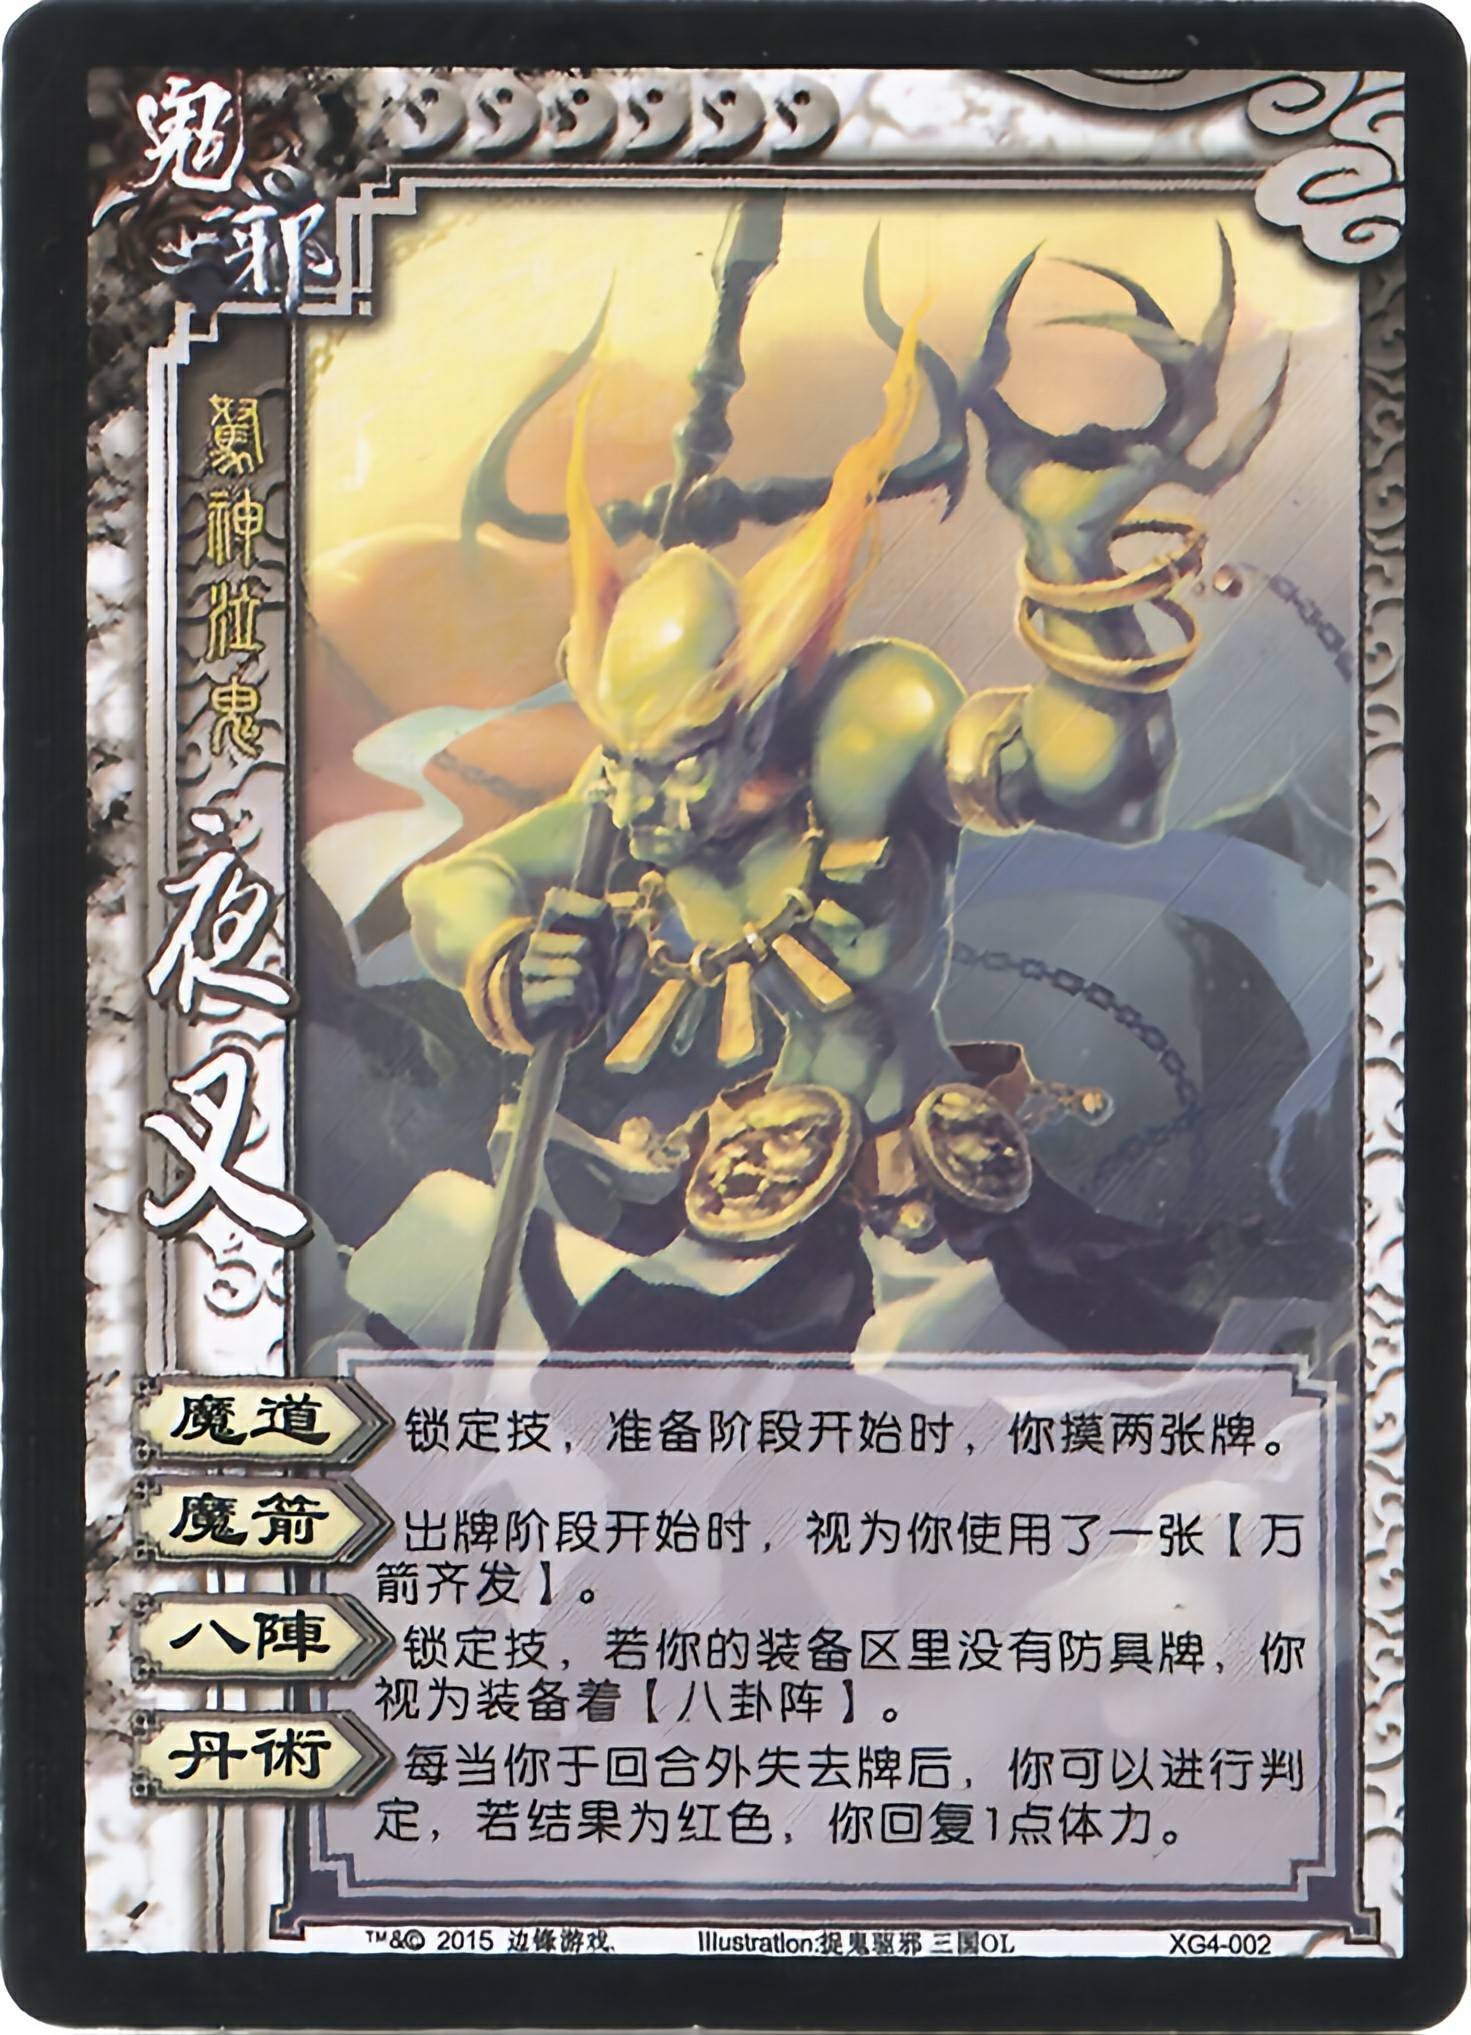 鬼
邪
驚神泣鬼
夜叉
魔道
锁定技，准备阶段开始时，你摸两张牌。
魔箭
出牌阶段开始时，视为你使用了一张【万
箭齐发】。
八陣
锁定技，若你的装备区里没有防具牌，你
视为装备着【八卦阵】。
丹術
每当你于回合外失去牌后，你可以进行判
定，若结果为红色，你回复1点体力。
™&© 2015 边锋游戏.
Illustration:捉鬼驱邪 三国OL
XG4-002